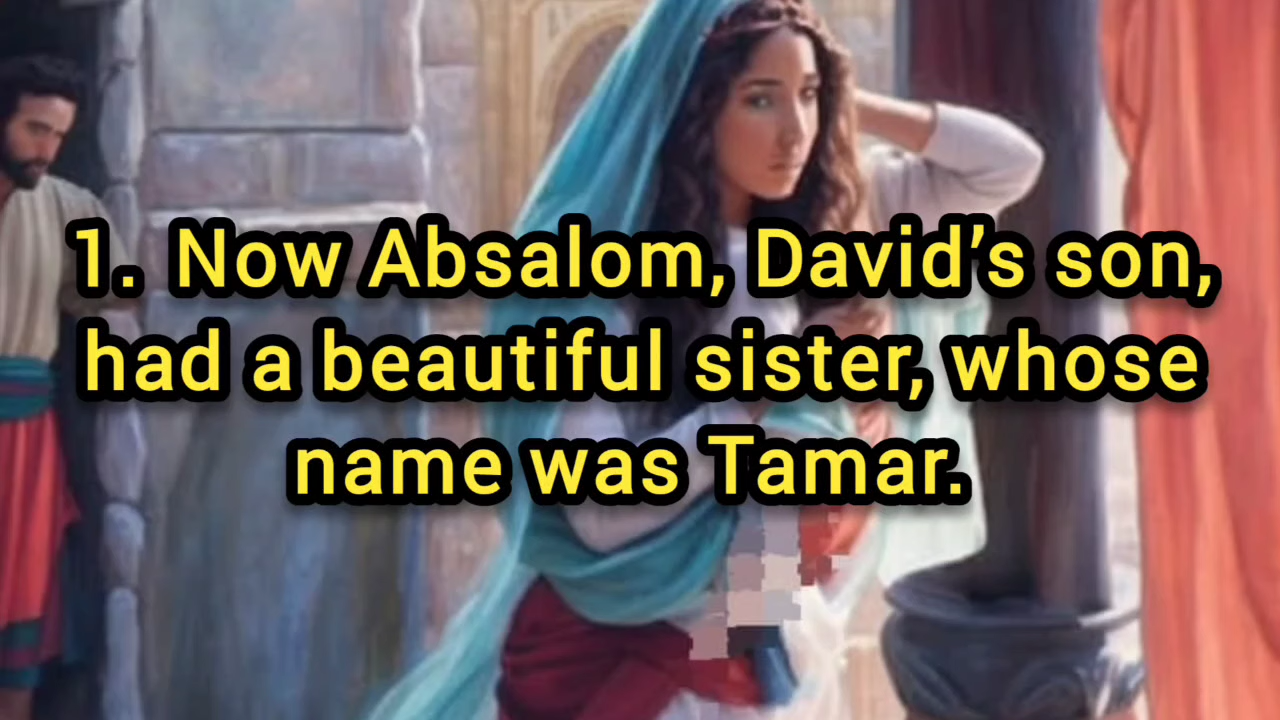 1. Now Absalom, David’s son,
had a beautiful sister, whose
name was Tamar.